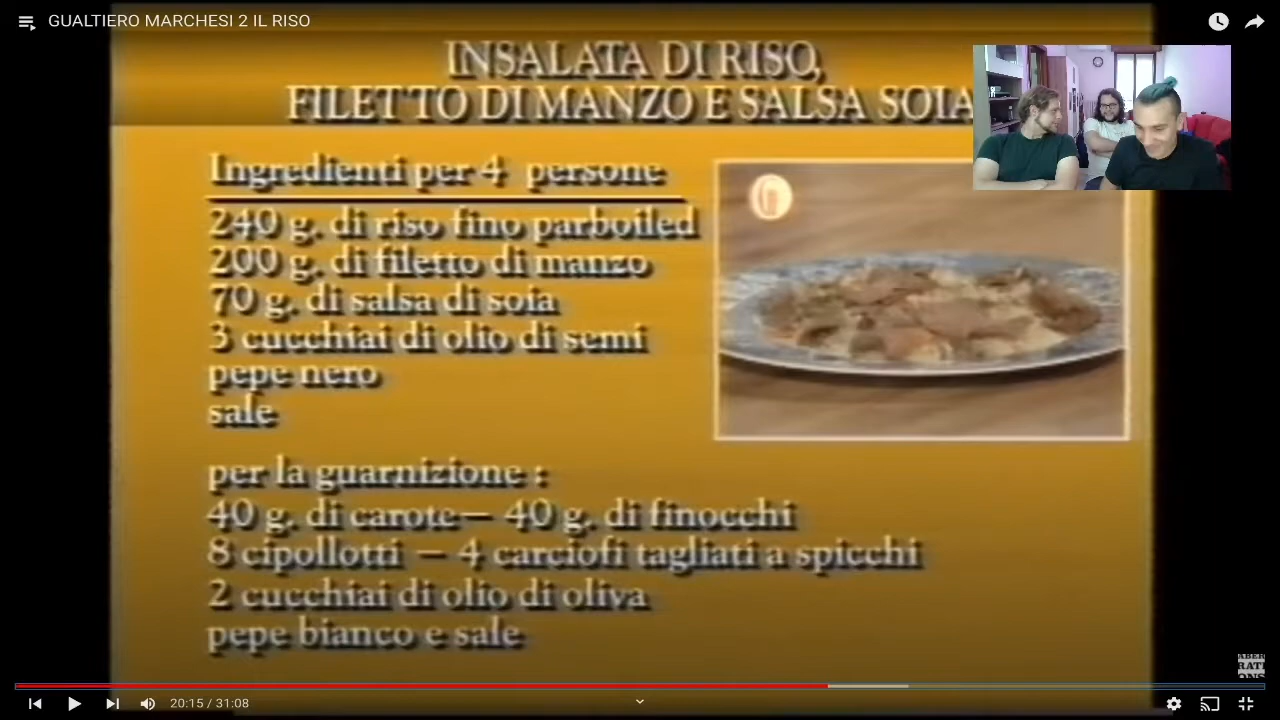 GUALTIERO MARCHESI 2 IL RISO
INSALATA DI RISO,
FILETTO DI MANZO E SALSA SOIA
Ingredienti per 4 persone
240 g. di riso fino parboiled
200 g. di filetto di manzo
70 g. di salsa di soia
3 cucchiai di olio di semi
pepe nero
sale
per la guarnizione :
40 g. di carote — 40 g. di finocchi
8 cipollotti — 4 carciofi tagliati a spicchi
2 cucchiai di olio di oliva
pepe bianco e sale
ABER
RATI
ONS
20:15 / 31:08